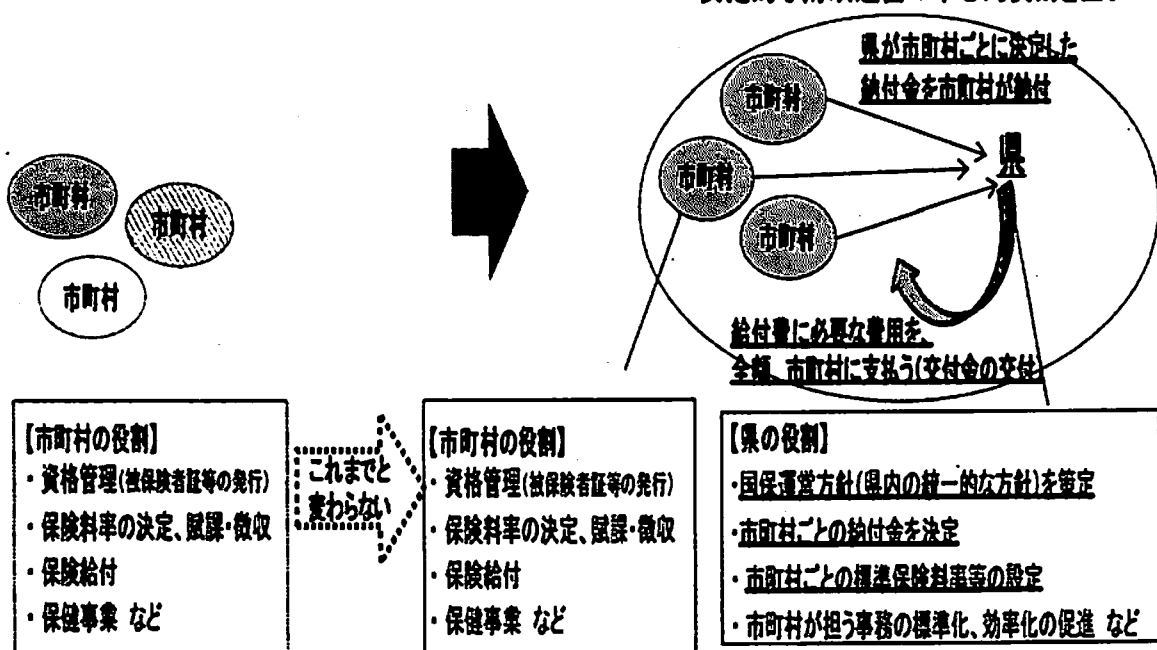 県が市町村ごとに決定した
納付金を市町村が納付
市町村
市町村
市町村
県
市町村
市町村
市町村
給付費に必要な費用を、
全額、市町村に支払う(交付金の交付
【市町村の役割】
・資格管理(被保険者証等の発行)
・保険料率の決定、賦課・徴収
・保険給付
・保健事業 など
これまでと
変わらない
【市町村の役割】
・資格管理(被保険者証等の発行)
・保険料率の決定、賦課・徴収
・保険給付
・保健事業 など
【県の役割】
・国保運営方針(県内の統一的な方針)を策定
・市町村ごとの納付金を決定
・市町村ごとの標準保険料率等の設定
・市町村が担う事務の標準化、効率化の促進 など